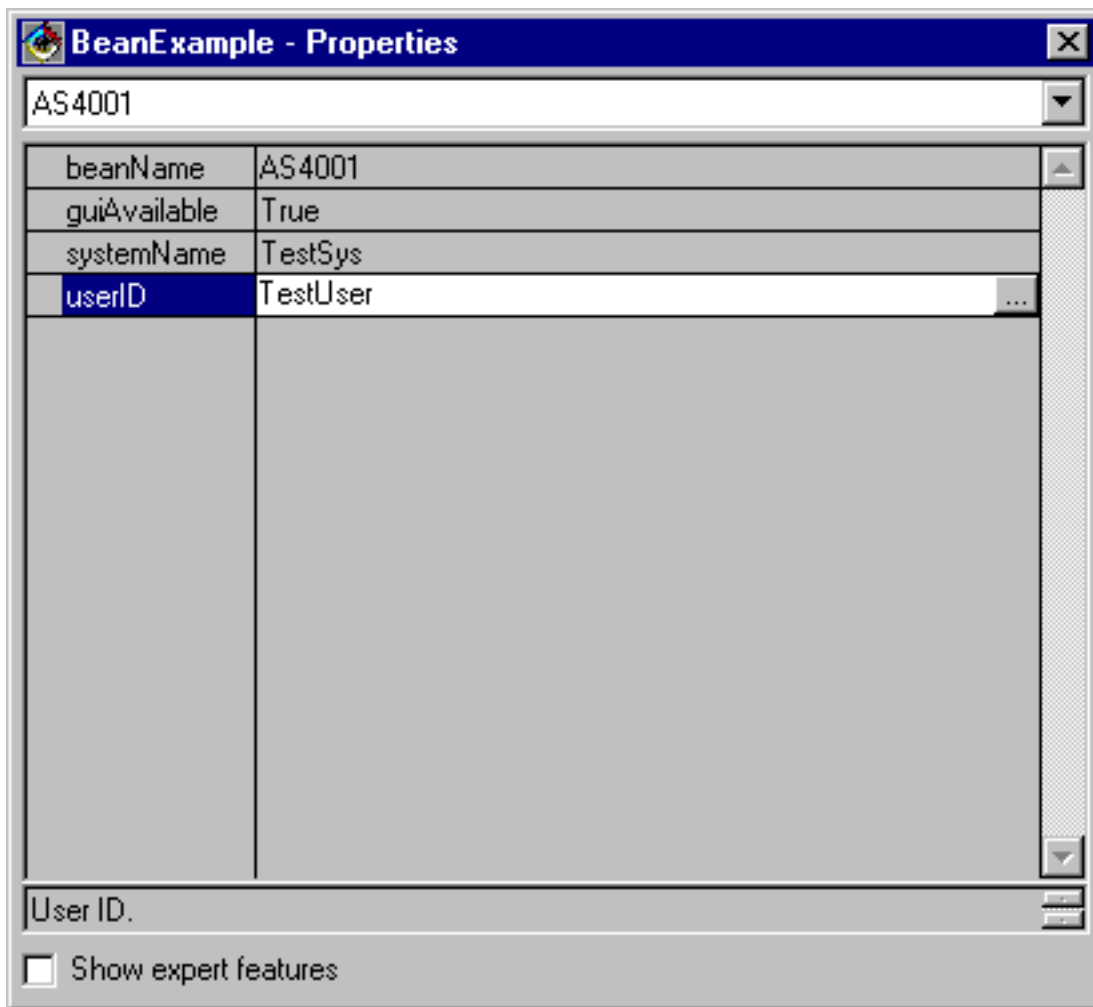 BeanExample - Properties
AS4001
beanName AS4001
guiAvailable True
systemName TestSys
userID TestUser ...
User ID.
Show expert features